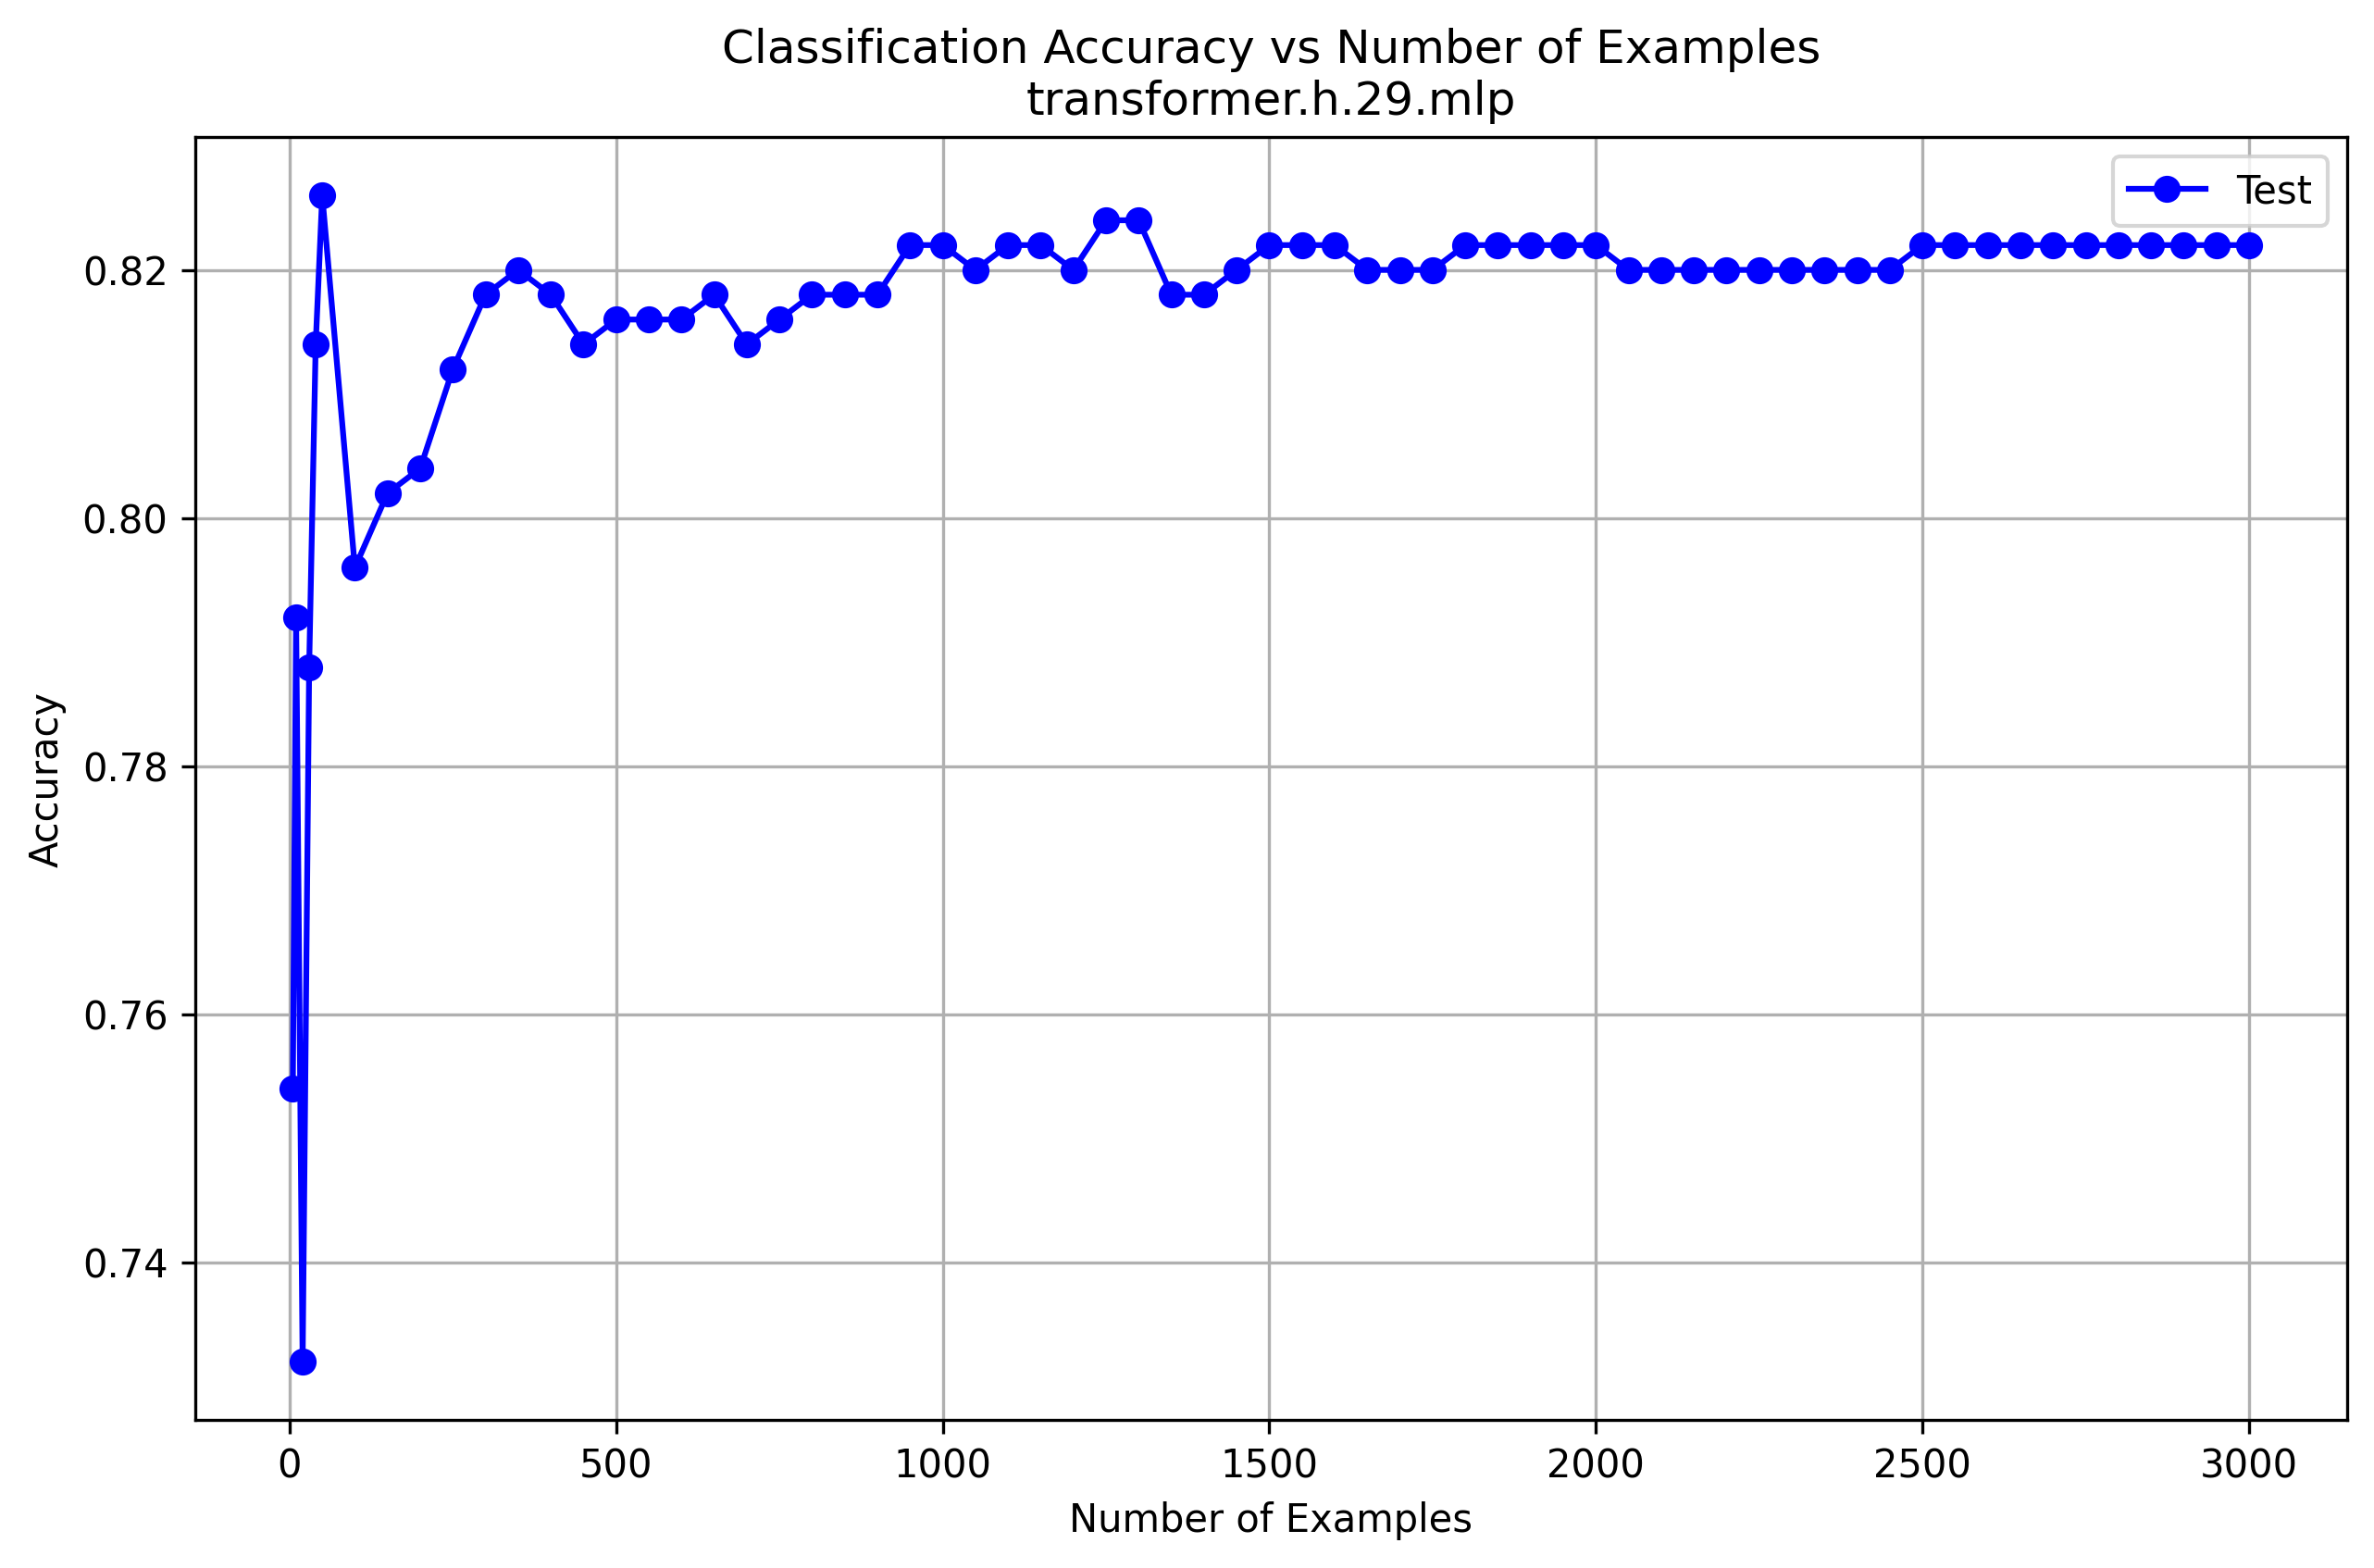 Classification Accuracy vs Number of Examples
transformer.h.29.mlp
Test
0.82
0.80
0.78
0.76
0.74
Accuracy
0 500 1000 1500 2000 2500 3000
Number of Examples